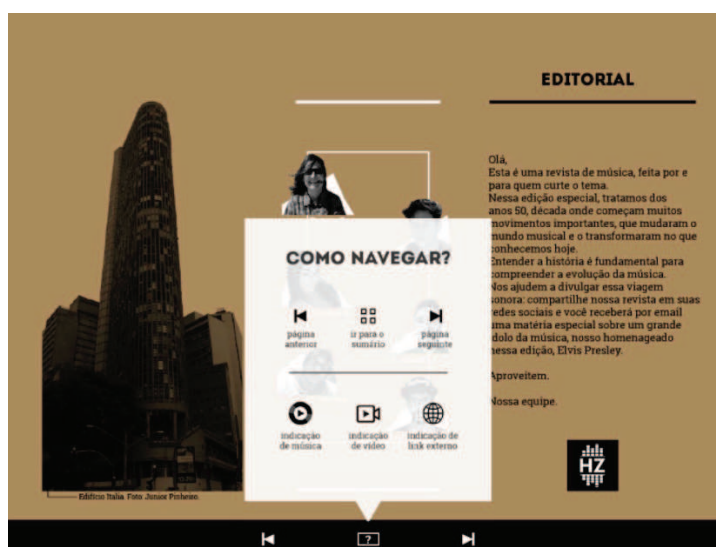 EDITORIAL
Olá,
Esta é uma revista de música, feita por e
para quem curte o tema.
Nessa edição especial, tratamos dos
anos 50, década onde começam muitos
movimentos importantes, que mudaram o
mundo musical e o transformaram no que
conhecemos hoje.
Entender a história é fundamental para
compreender a evolução da música.
Nos ajudem a divulgar essa viagem
sonora: compartilhe nossa revista em suas
redes sociais e você receberá por email
uma matéria especial sobre um grande
ídolo da música, nosso homenageado
nessa edição, Elvis Presley.
Aproveitem.
Nossa equipe.
HZ
COMO NAVEGAR?
página
anterior
ir para o
sumário
página
seguinte
indicação
de música
indicação
de vídeo
indicação de
link externo
Edifício Itália. Foto Junior Pinheiro.
?